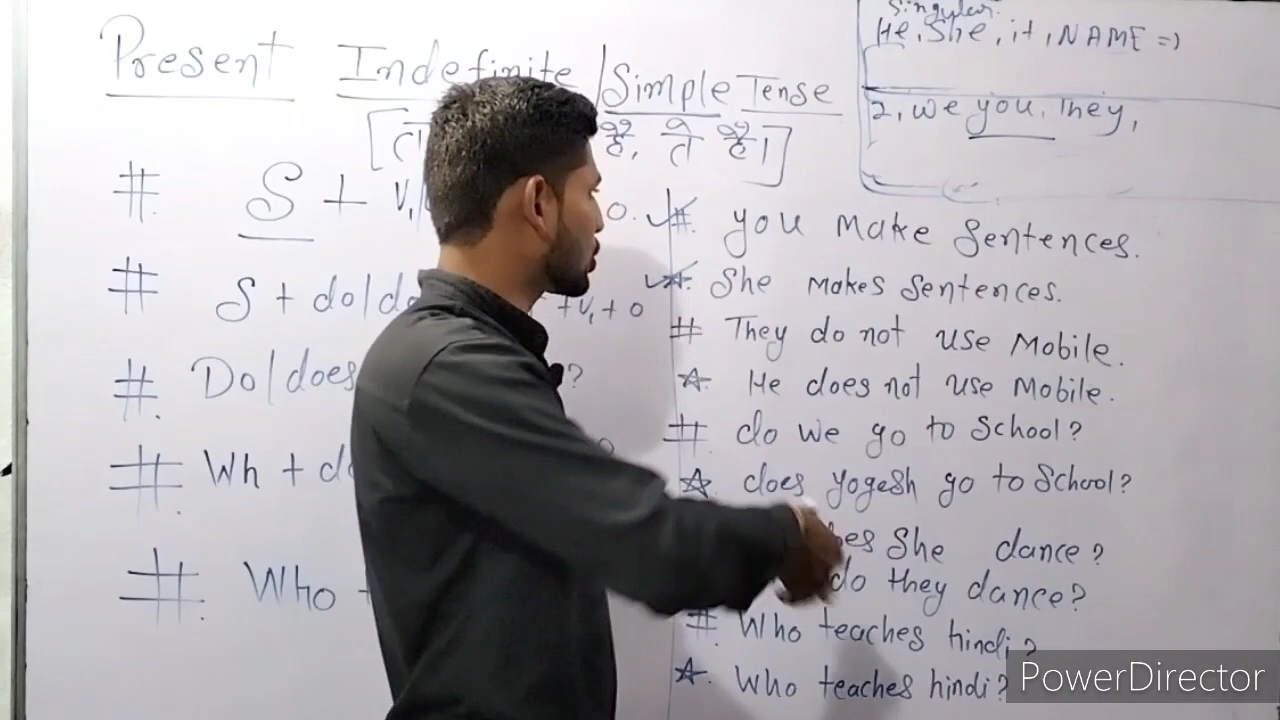 Present Indefinite / Simple Tense
है, ते है।]
# S + V1
O.
# S + do/do
+V1 + O
# Do/does
?
# Wh + do
?
# Who +
Singular.
He, She, it, NAME =>
2, we you, They,
# you Make Sentences.
☆ She Makes Sentences.
# They do not use Mobile.
☆ He does not use Mobile.
# do we go to School?
☆ does yogesh go to School?
She dance?
do they dance?
# Who teaches hindi?
☆ Who teaches hindi?
PowerDirector